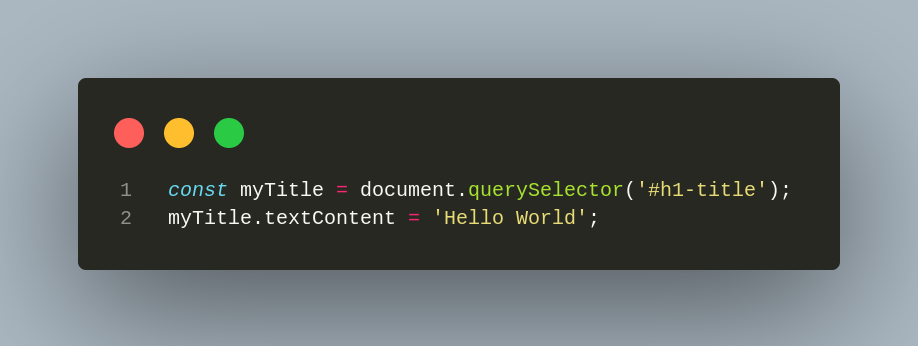 1 const myTitle = document.querySelector('#h1-title');
2 myTitle.textContent = 'Hello World';